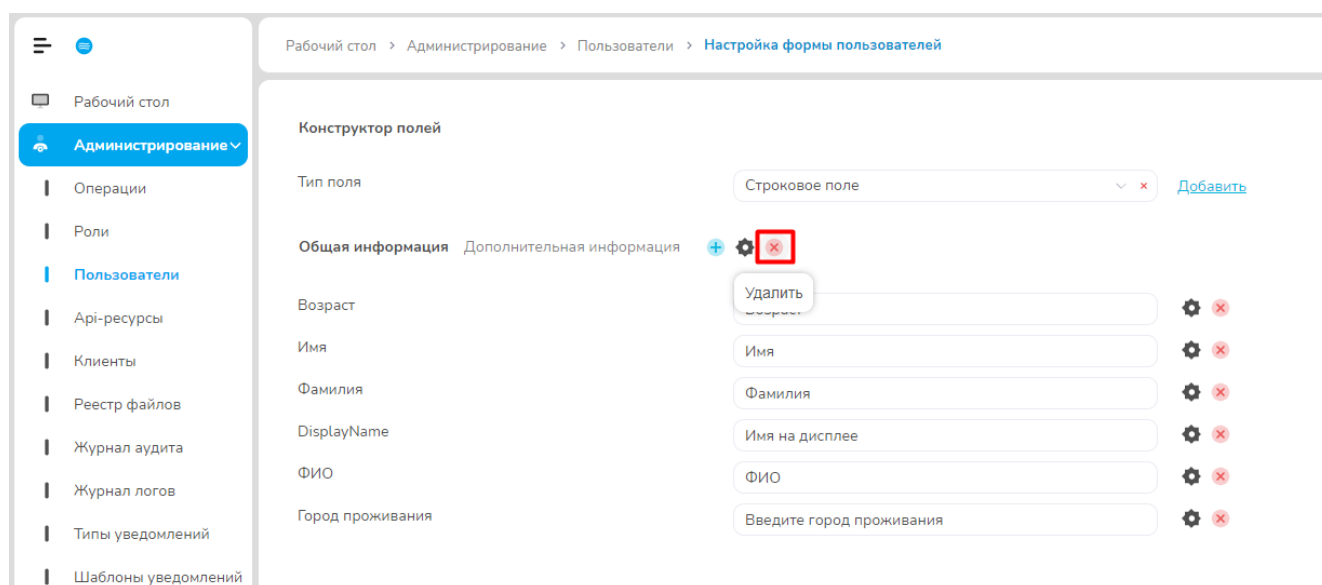 Рабочий стол > Администрирование > Пользователи > Настройка формы пользователей
Рабочий стол
Администрирование
Операции
Роли
Пользователи
Api-ресурсы
Клиенты
Реестр файлов
Журнал аудита
Журнал логов
Типы уведомлений
Шаблоны уведомлений
Конструктор полей
Тип поля
Строковое поле
Добавить
Общая информация Дополнительная информация
Удалить
Возраст
Возраст
Имя
Имя
Фамилия
Фамилия
DisplayName
Имя на дисплее
ФИО
ФИО
Город проживания
Введите город проживания